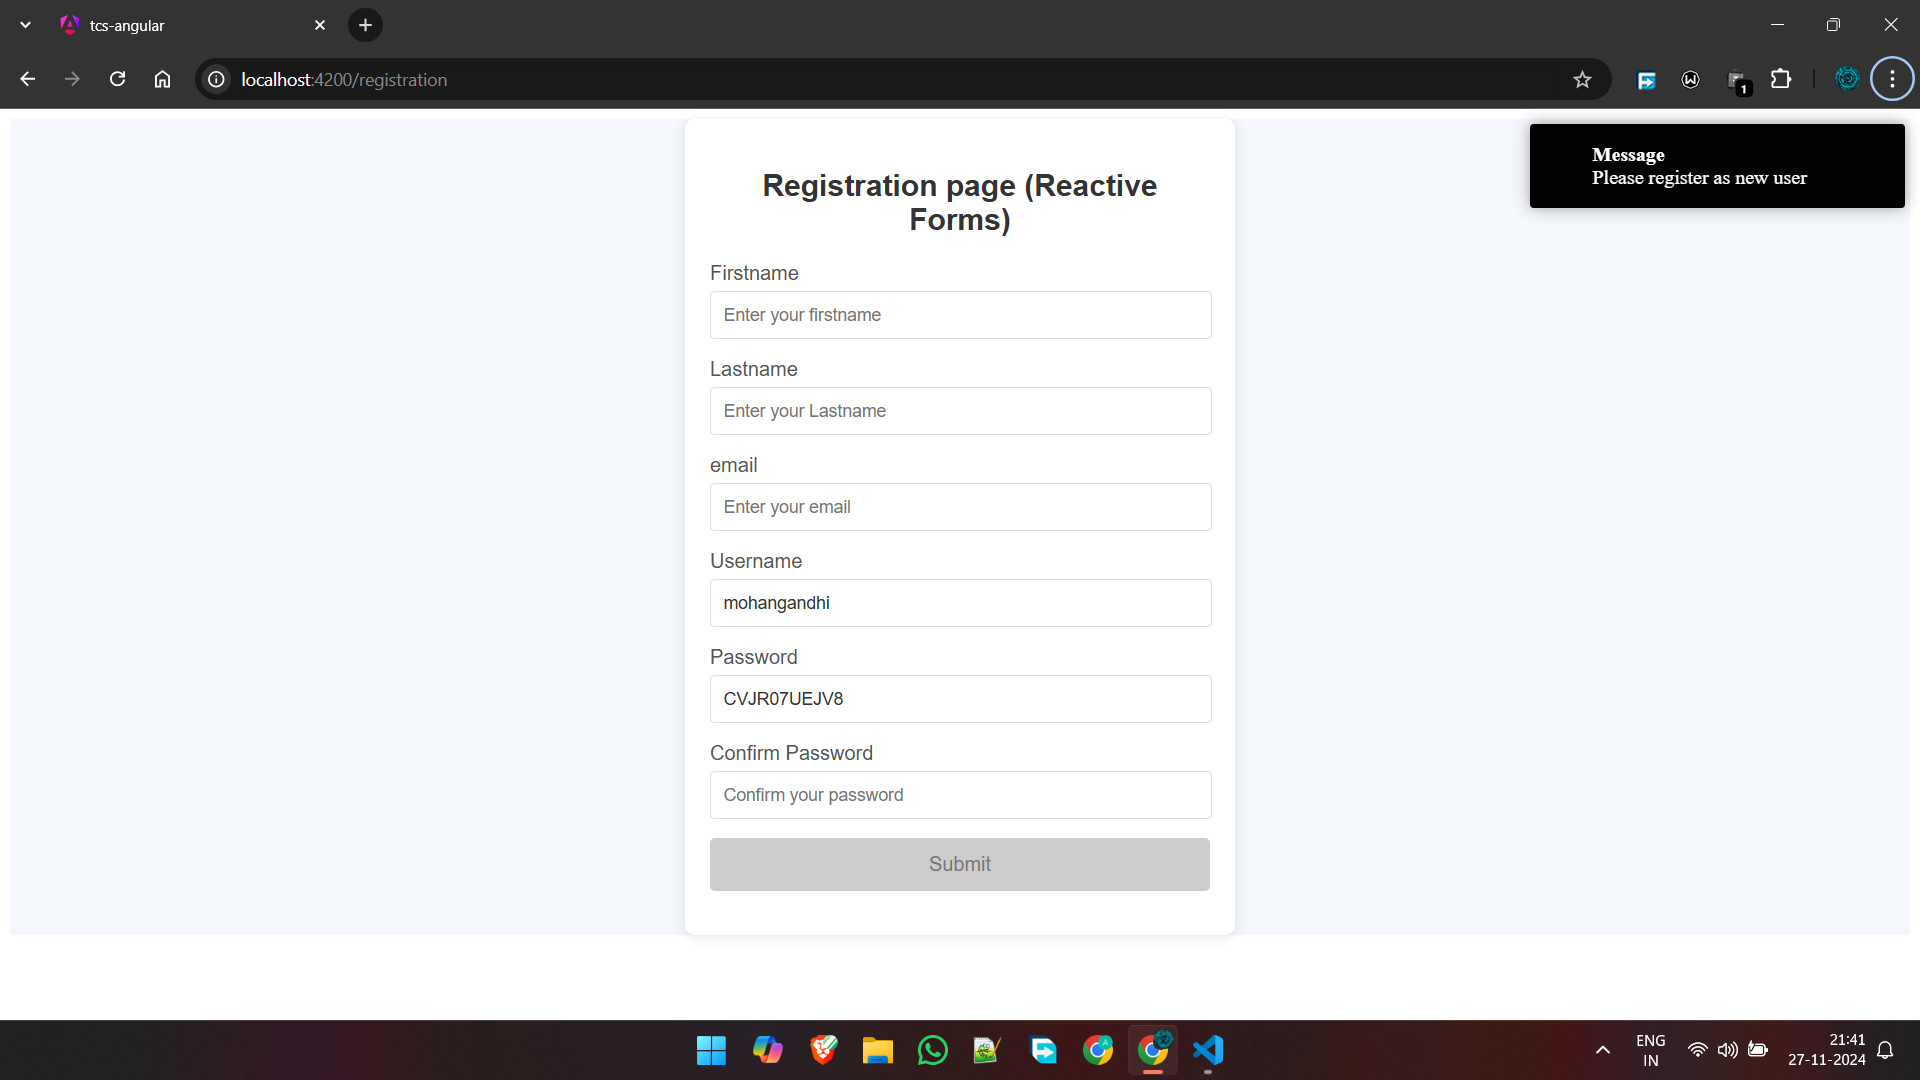 tcs-angular
localhost:4200/registration
1
Message
Please register as new user
Registration page (Reactive
Forms)
Firstname
Enter your firstname
Lastname
Enter your Lastname
email
Enter your email
Username
mohangandhi
Password
CVJR07UEJV8
Confirm Password
Confirm your password
Submit
ENG
IN
21:41
27-11-2024